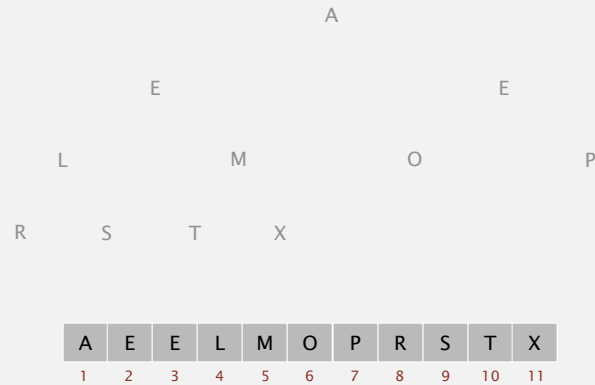 A
E E
L M O P
R S T X
A E E L M O P R S T X
1 2 3 4 5 6 7 8 9 10 11